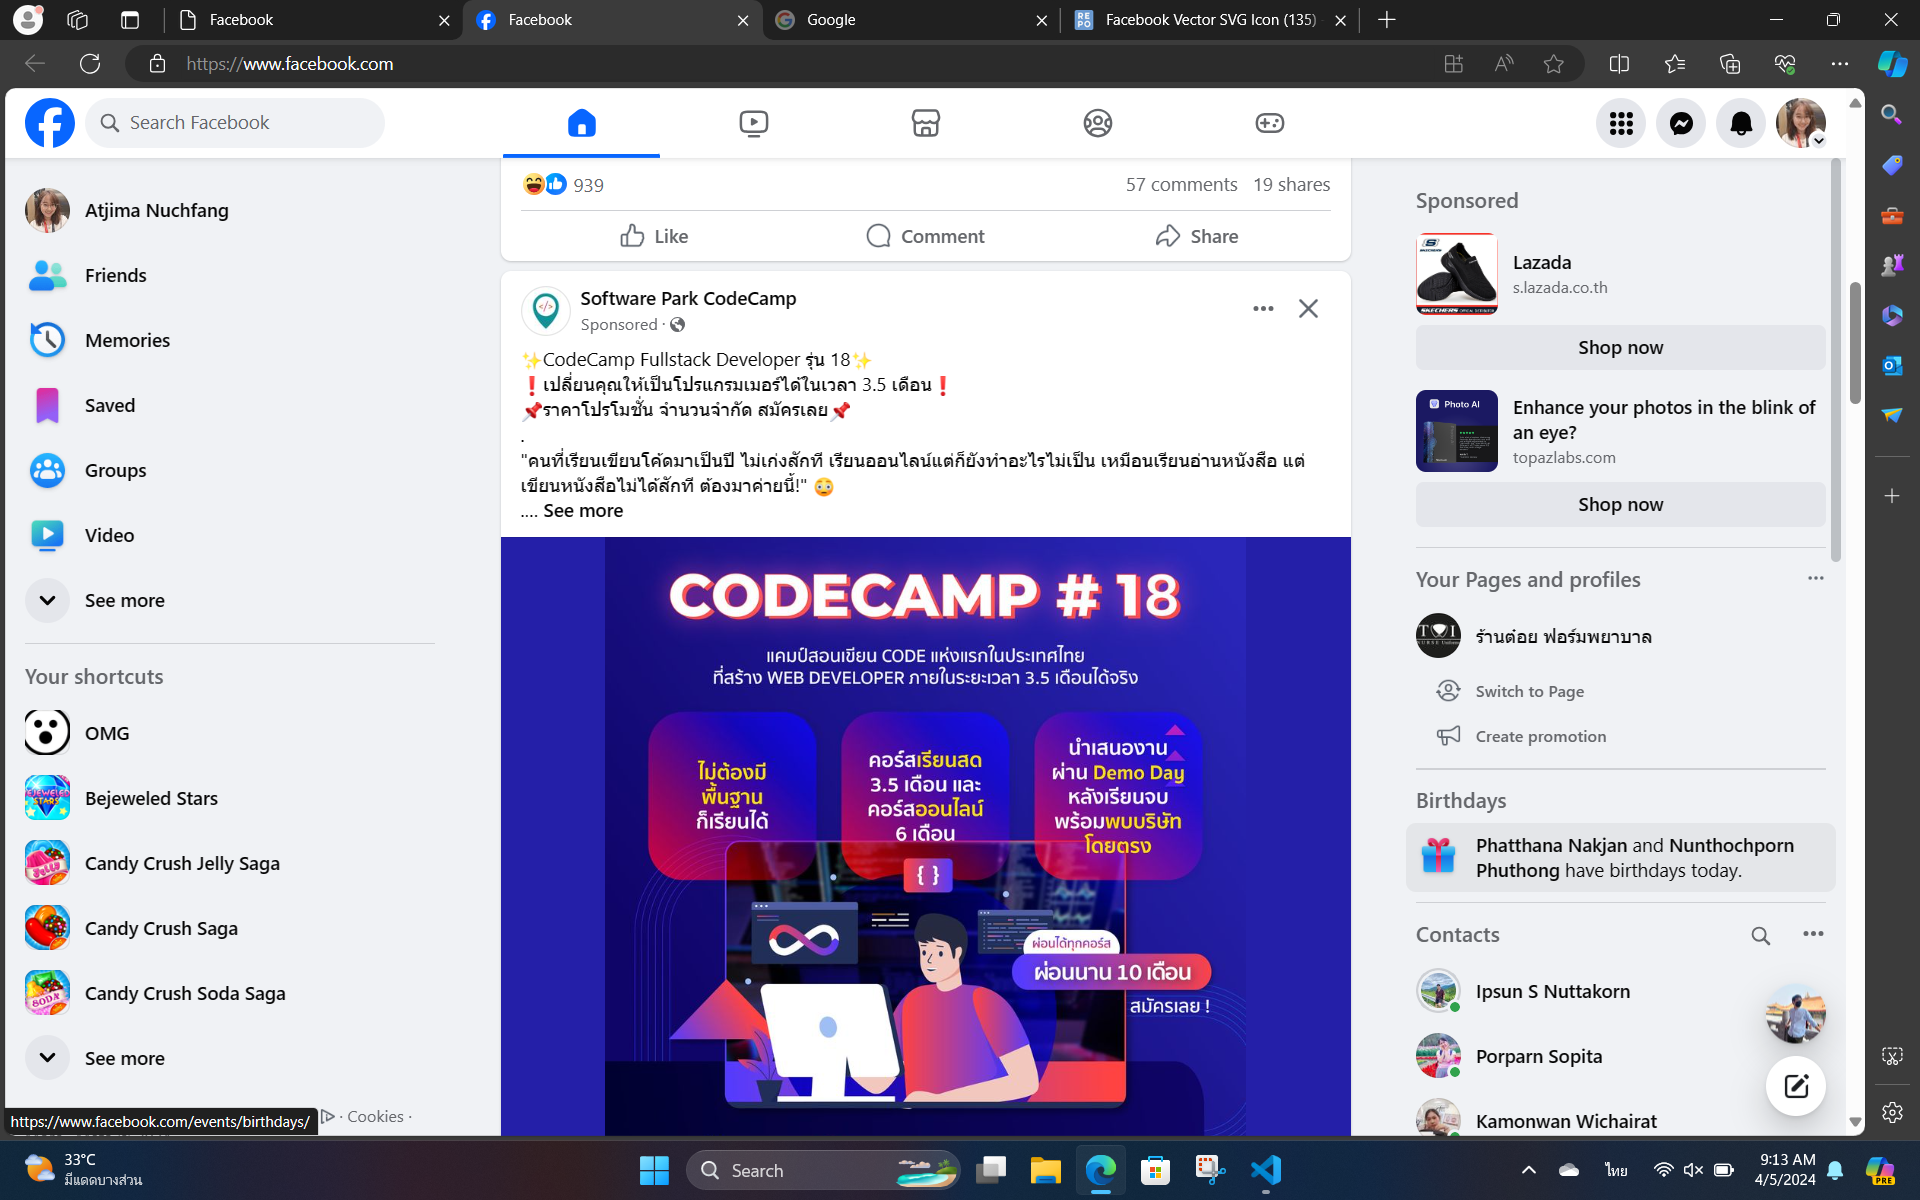 Facebook
Facebook
Google
Facebook Vector SVG Icon (135)
https://www.facebook.com
Search Facebook
Atjima Nuchfang
Friends
Memories
Saved
Groups
Video
See more
Your shortcuts
OMG
Bejeweled Stars
Candy Crush Jelly Saga
Candy Crush Saga
Candy Crush Soda Saga
See more
https://www.facebook.com/events/birthdays/
· Cookies ·
939
57 comments 19 shares
Like Comment Share
Software Park CodeCamp
Sponsored ·
✨CodeCamp Fullstack Developer รุ่น 18✨
❗เปลี่ยนคุณให้เป็นโปรแกรมเมอร์ได้ในเวลา 3.5 เดือน❗
📌ราคาโปรโมชั่น จำนวนจำกัด สมัครเลย📌
.
"คนที่เรียนเขียนโค้ดมาเป็นปี ไม่เก่งสักที เรียนออนไลน์แต่ก็ยังทำอะไรไม่เป็น เหมือนเรียนอ่านหนังสือ แต่
เขียนหนังสือไม่ได้สักที ต้องมาค่ายนี้!" 😳
.... See more
CODECAMP # 18
แคมป์สอนเขียน CODE แห่งแรกในประเทศไทย
ที่สร้าง WEB DEVELOPER ภายในระยะเวลา 3.5 เดือนได้จริง
ไม่ต้องมี
พื้นฐาน
ก็เรียนได้
คอร์สเรียนสด
3.5 เดือน และ
คอร์สออนไลน์
6 เดือน
นำเสนองาน
ผ่าน Demo Day
หลังเรียนจบ
พร้อมพบบริษัท
โดยตรง
{ }
ผ่อนได้ทุกคอร์ส
ผ่อนนาน 10 เดือน
สมัครเลย !
Sponsored
SKECHERS
Lazada
s.lazada.co.th
Shop now
Photo AI
Enhance your photos in the blink of
an eye?
topazlabs.com
Shop now
Your Pages and profiles
ร้านต๋อย ฟอร์มพยาบาล
Switch to Page
Create promotion
Birthdays
Phatthana Nakjan and Nunthochporn
Phuthong have birthdays today.
Contacts
Ipsun S Nuttakorn
Porparn Sopita
Kamonwan Wichairat
33°C
มีแดดบางส่วน
Search
ไทย
9:13 AM
4/5/2024
PRE